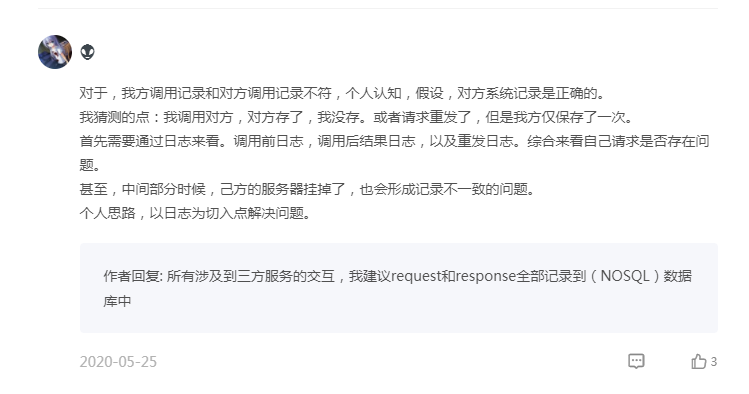 对于，我方调用记录和对方调用记录不符，个人认知，假设，对方系统记录是正确的。
我猜测的点：我调用对方，对方存了，我没存。或者请求重发了，但是我方仅保存了一次。
首先需要通过日志来看。调用前日志，调用后结果日志，以及重发日志。综合来看自己请求是否存在问
题。
甚至，中间部分时候，己方的服务器挂掉了，也会形成记录不一致的问题。
个人思路，以日志为切入点解决问题。
作者回复: 所有涉及到三方服务的交互，我建议request和response全部记录到（NOSQL）数据
库中
2020-05-25
3